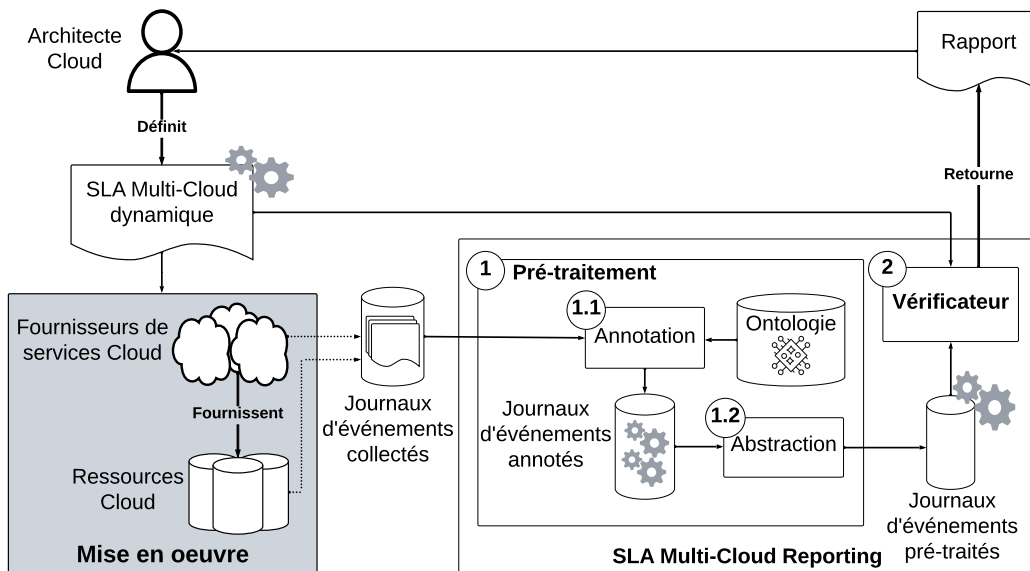 Architecte
Cloud
Rapport
Définit
Retourne
SLA Multi-Cloud
dynamique
1
Pré-traitement
2
Vérificateur
1.1
Annotation
Ontologie
Fournisseurs de
services Cloud
Fournissent
Journaux
d'événements
collectés
Journaux
d'événements
annotés
1.2
Abstraction
Ressources
Cloud
Journaux
d'événements
pré-traités
Mise en oeuvre
SLA Multi-Cloud Reporting